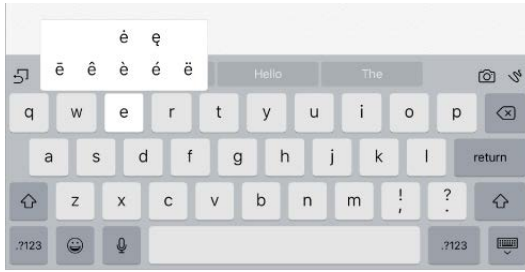 ė ę
ē ê è é ë
Hello The
q w e r t y u i o p
a s d f g h j k l return
z x c v b n m ! , ? .
.?123 .?123